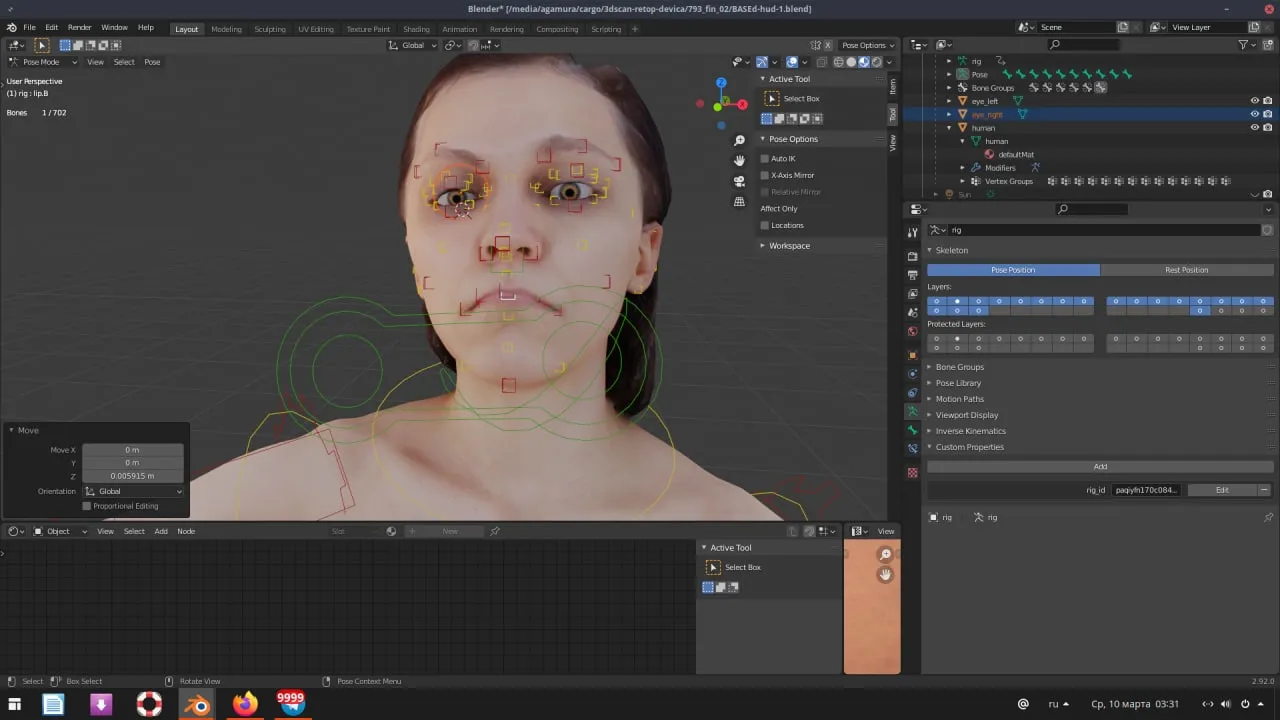 Blender* [/media/agamura/cargo/3dscan-retop-devica/793_fin_02/BASEd-hud-1.blend]
File Edit Render Window Help Layout Modeling Sculpting UV Editing Texture Paint Shading Animation Rendering Compositing Scripting + Scene View Layer
Global Pose Options
Pose Mode View Select Pose
User Perspective
(1) rig : lip.B
Bones 1 / 702
Z
X
Active Tool
Select Box
Pose Options
Auto IK
X-Axis Mirror
Relative Mirror
Affect Only
Locations
Workspace
Item
Tool
View
rig
Pose
Bone Groups
eye_left
eye_right
human
human
defaultMat
Modifiers
Vertex Groups
Sun
rig
Skeleton
Pose Position Rest Position
Layers:
Protected Layers:
Bone Groups
Pose Library
Motion Paths
Viewport Display
Inverse Kinematics
Custom Properties
Add
rig_id paqiyfn170c084... Edit
rig rig
Move
Move X 0 m
Y 0 m
Z 0.005915 m
Orientation Global
Proportional Editing
Object View Select Add Node Slot New View
Active Tool
Select Box
Select Box Select Rotate View Pose Context Menu 2.92.0
9999
ru Ср, 10 марта 03:31